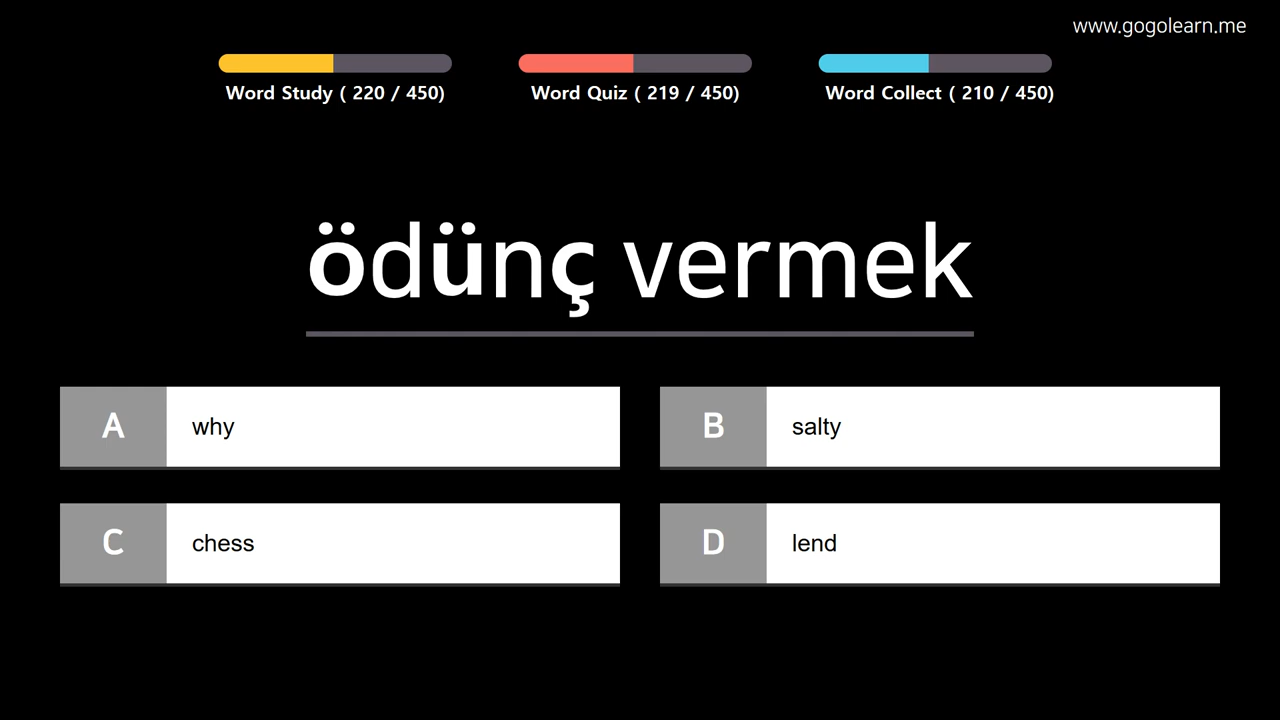 www.gogolearn.me
Word Study ( 220 / 450)
Word Quiz ( 219 / 450)
Word Collect ( 210 / 450)
ödünç vermek
A why
B salty
C chess
D lend